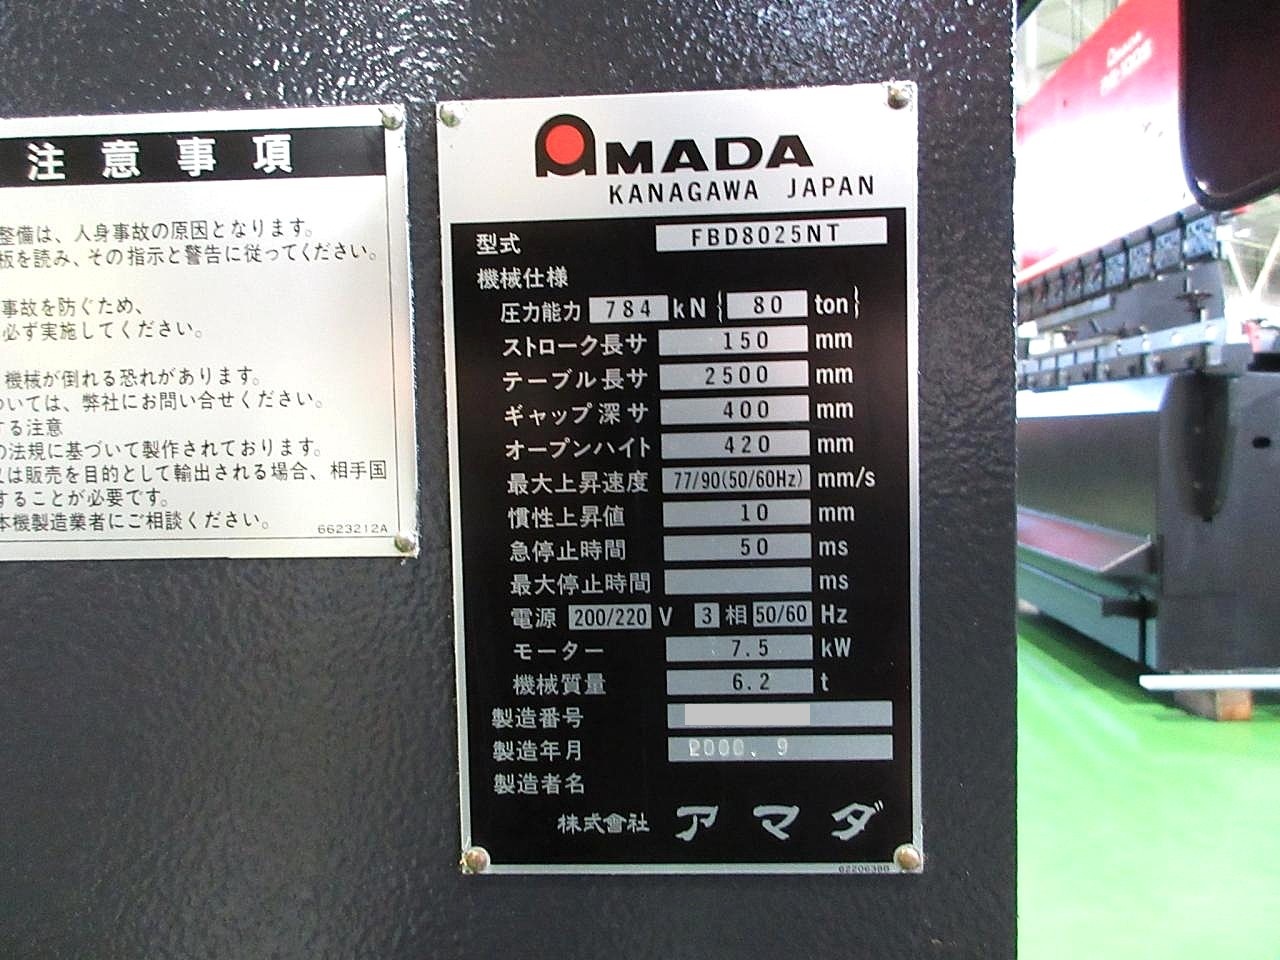 注意事項
整備は、人身事故の原因となります。
板を読み、その指示と警告に従ってください。
事故を防ぐため、
必ず実施してください。
機械が倒れる恐れがあります。
ついては、弊社にお問い合せください。
する注意
の法規に基づいて製作されております。
又は販売を目的として輸出される場合、相手国
することが必要です。
本機製造業者にご相談ください。
6623212A
AMADA
KANAGAWA JAPAN
型式 FBD8025NT
機械仕様
圧力能力 784 kN { 80 ton }
ストローク長サ 150 mm
テーブル長サ 2500 mm
ギャップ深サ 400 mm
オープンハイト 420 mm
最大上昇速度 77/90(50/60Hz) mm/s
慣性上昇値 10 mm
急停止時間 50 ms
最大停止時間 ms
電源 200/220 V 3 相 50/60 Hz
モーター 7.5 kW
機械質量 6.2 t
製造番号
製造年月 2000. 9
製造者名
株式會社 アマダ
AMADA